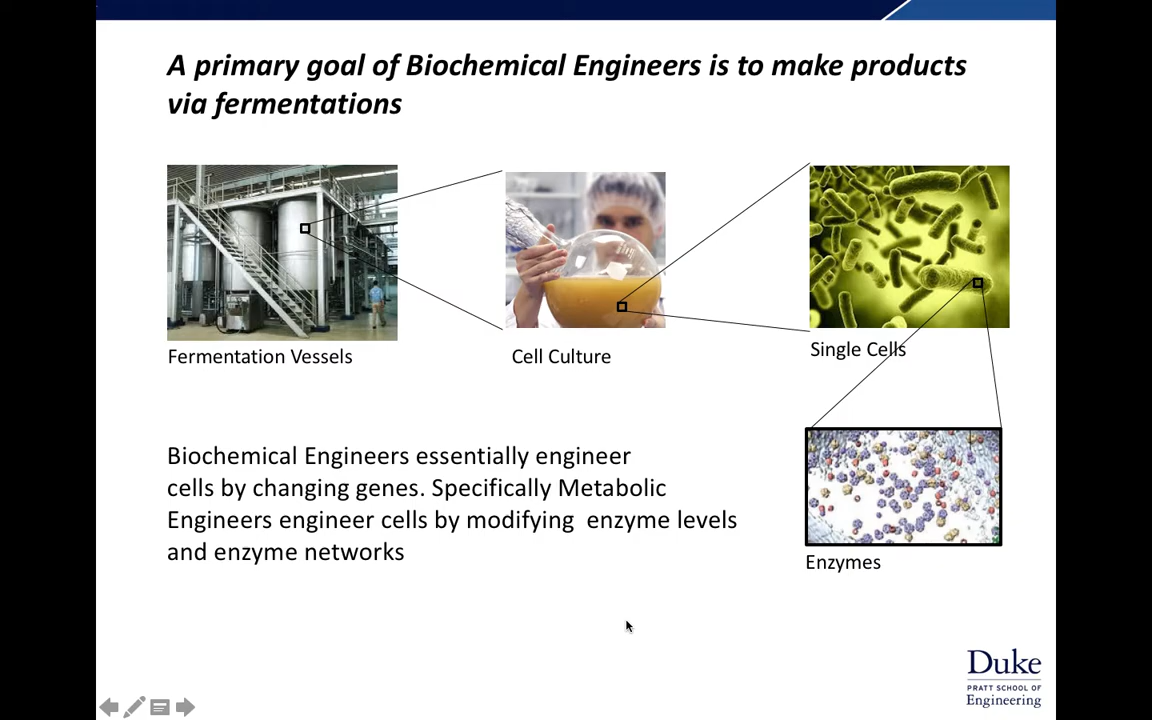 A primary goal of Biochemical Engineers is to make products
via fermentations
Fermentation Vessels
Cell Culture
Single Cells
Biochemical Engineers essentially engineer
cells by changing genes. Specifically Metabolic
Engineers engineer cells by modifying  enzyme levels
and enzyme networks
Enzymes
Duke
PRATT SCHOOL OF
Engineering